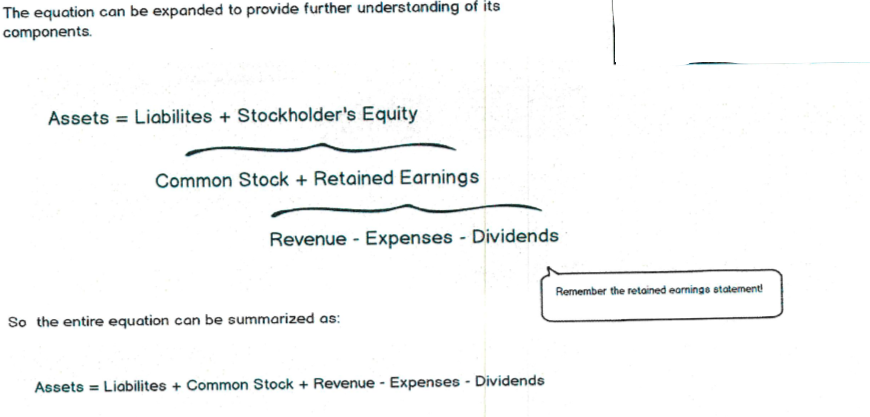 The equation can be expanded to provide further understanding of its
components.
Assets = Liabilites + Stockholder's Equity
Common Stock + Retained Earnings
Revenue - Expenses - Dividends
Remember the retained earnings statement!
So the entire equation can be summarized as:
Assets = Liabilites + Common Stock + Revenue - Expenses - Dividends